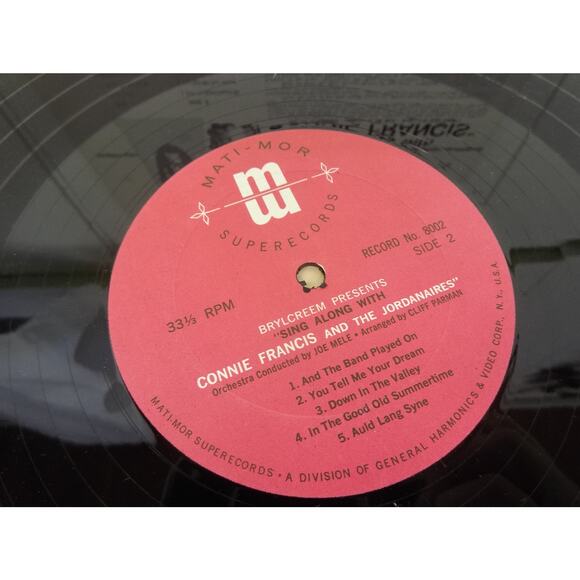 MATI-MOR
SUPERECORDS
RECORD No. 8002
SIDE 2
33⅓ RPM
BRYLCREEM PRESENTS
"SING ALONG WITH
CONNIE FRANCIS AND THE JORDANAIRES"
Orchestra Conducted by JOE MELE • Arranged by CLIFF PARMAN
1. And The Band Played On
2. You Tell Me Your Dream
3. Down In The Valley
4. In The Good Old Summertime
5. Auld Lang Syne
MATI-MOR SUPERECORDS • A DIVISION OF GENERAL HARMONICS & VIDEO CORP., N.Y., U.S.A.
FRANCIS